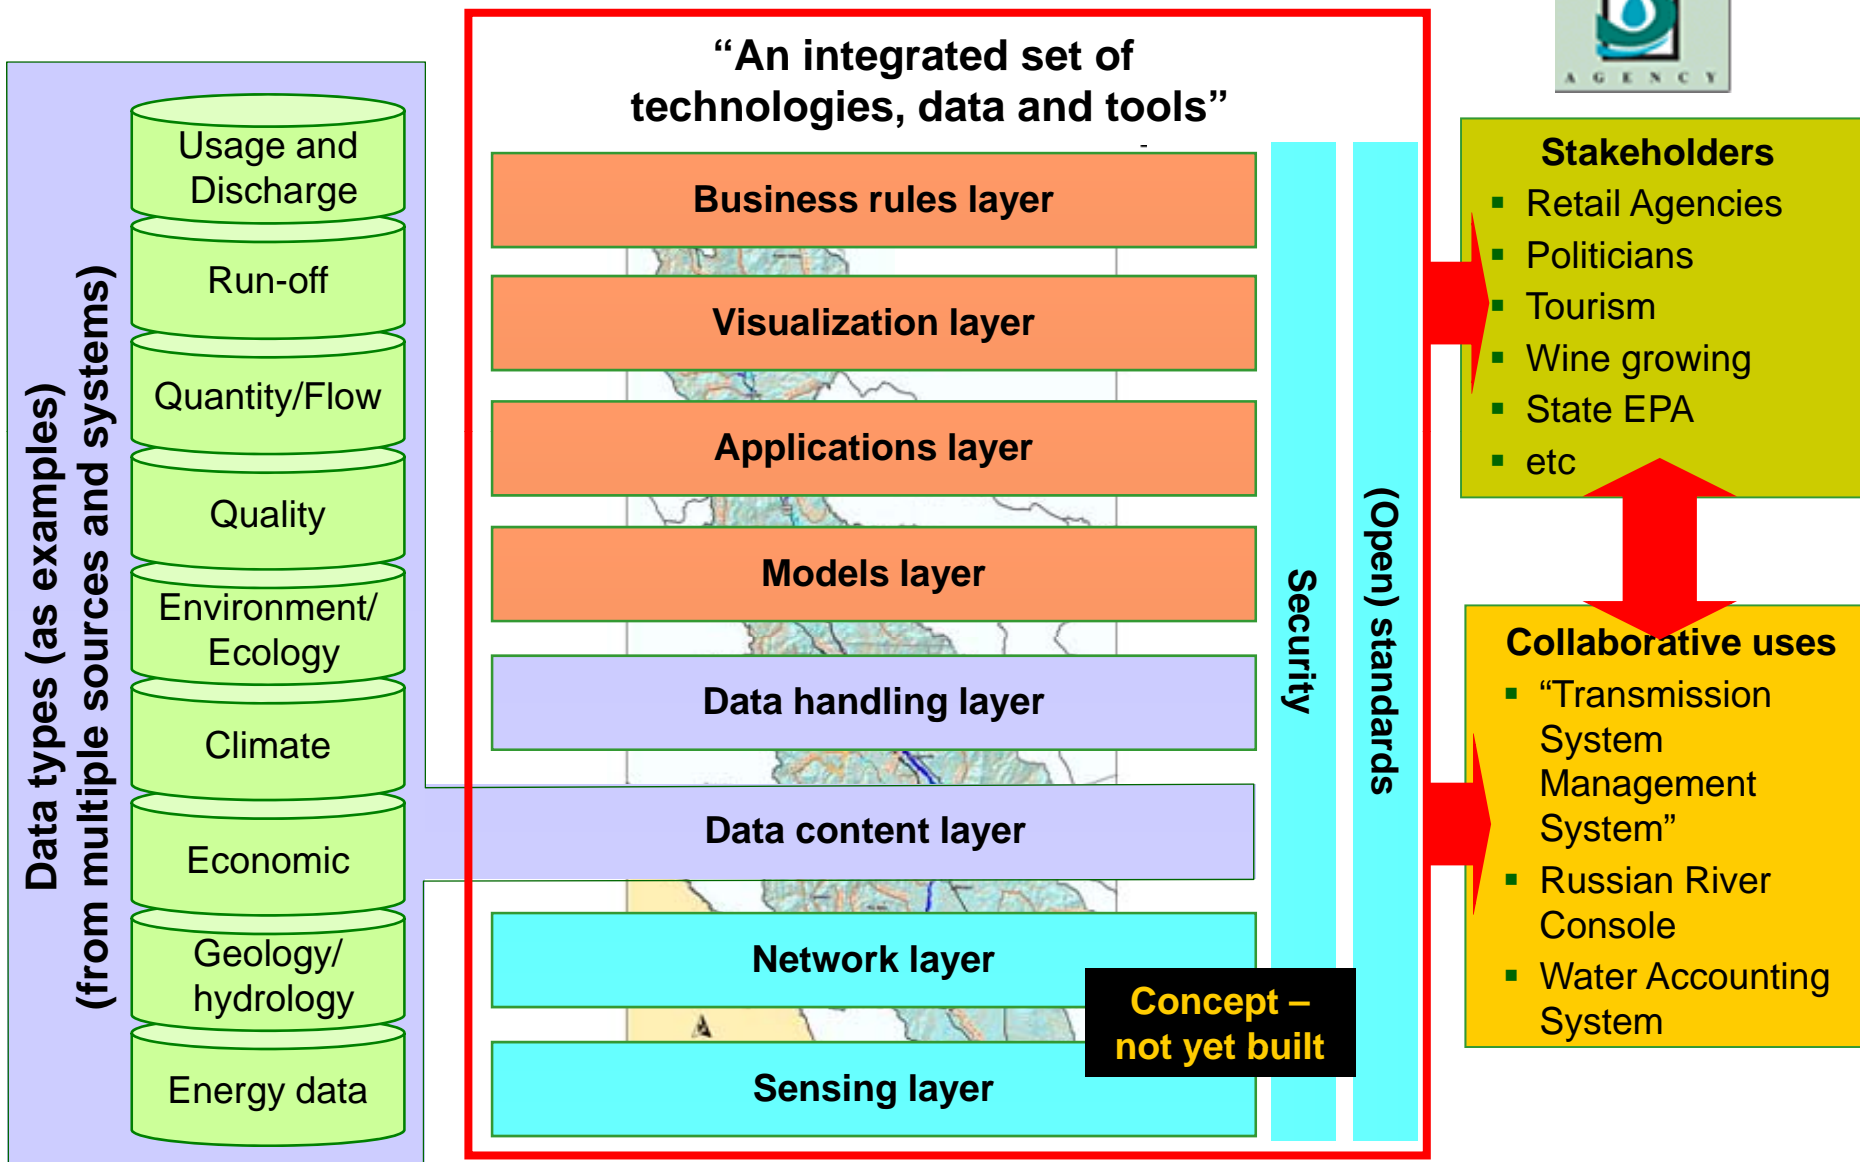 Data types (as examples)
(from multiple sources and systems)
Usage and
Discharge
Run-off
Quantity/Flow
Quality
Environment/
Ecology
Climate
Economic
Geology/
hydrology
Energy data
“An integrated set of
technologies, data and tools”
Business rules layer
Visualization layer
Applications layer
Models layer
Data handling layer
Data content layer
Network layer
Sensing layer
Concept –
not yet built
Security
(Open) standards
AGENCY
Stakeholders
▪ Retail Agencies
▪ Politicians
▪ Tourism
▪ Wine growing
▪ State EPA
▪ etc
Collaborative uses
▪ “Transmission
System
Management
System”
▪ Russian River
Console
▪ Water Accounting
System